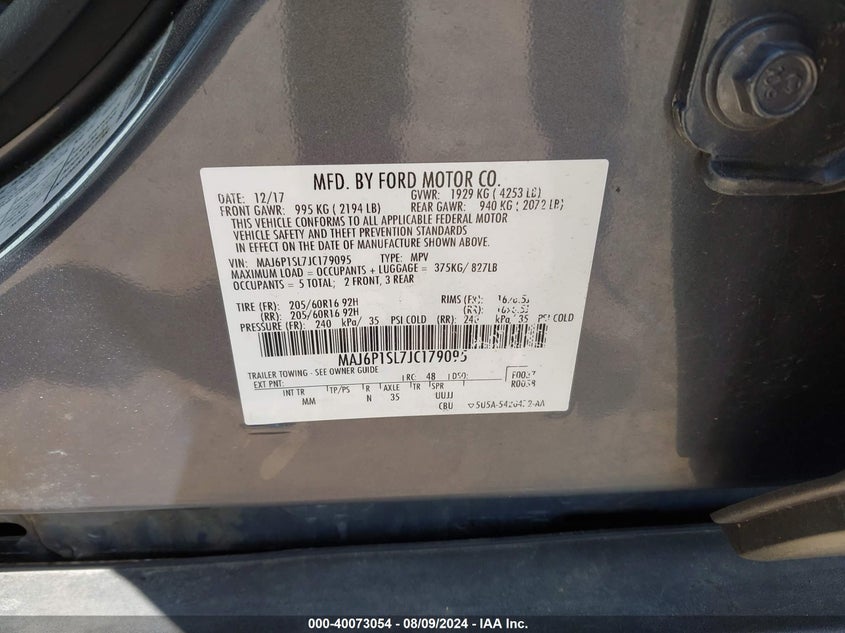 MFD. BY FORD MOTOR CO.
DATE: 12/17 GVWR: 1929 KG ( 4253 LB)
FRONT GAWR: 995 KG ( 2194 LB) REAR GAWR: 940 KG ( 2072 LB)
THIS VEHICLE CONFORMS TO ALL APPLICABLE FEDERAL MOTOR
VEHICLE SAFETY AND THEFT PREVENTION STANDARDS
IN EFFECT ON THE DATE OF MANUFACTURE SHOWN ABOVE.
VIN: MAJ6P1SL7JC179095 TYPE: MPV
MAXIMUM LOAD = OCCUPANTS + LUGGAGE = 375KG/ 827LB
OCCUPANTS = 5 TOTAL; 2 FRONT, 3 REAR
TIRE (FR): 205/60R16 92H RIMS
(RR): 205/60R16 92H (RR):
PRESSURE (FR): 240 kPa/ 35 PSI COLD (RR): kPa/ 35 PSI COLD
MAJ6P1SL7JC179095
TRAILER TOWING - SEE OWNER GUIDE RC: 48 DSO:
EXT PNT: INT TR TP/PS R AXLE TR SPR
MM N 35 UUJJ
CBU
000-40073054 - 08/09/2024 - IAA Inc.